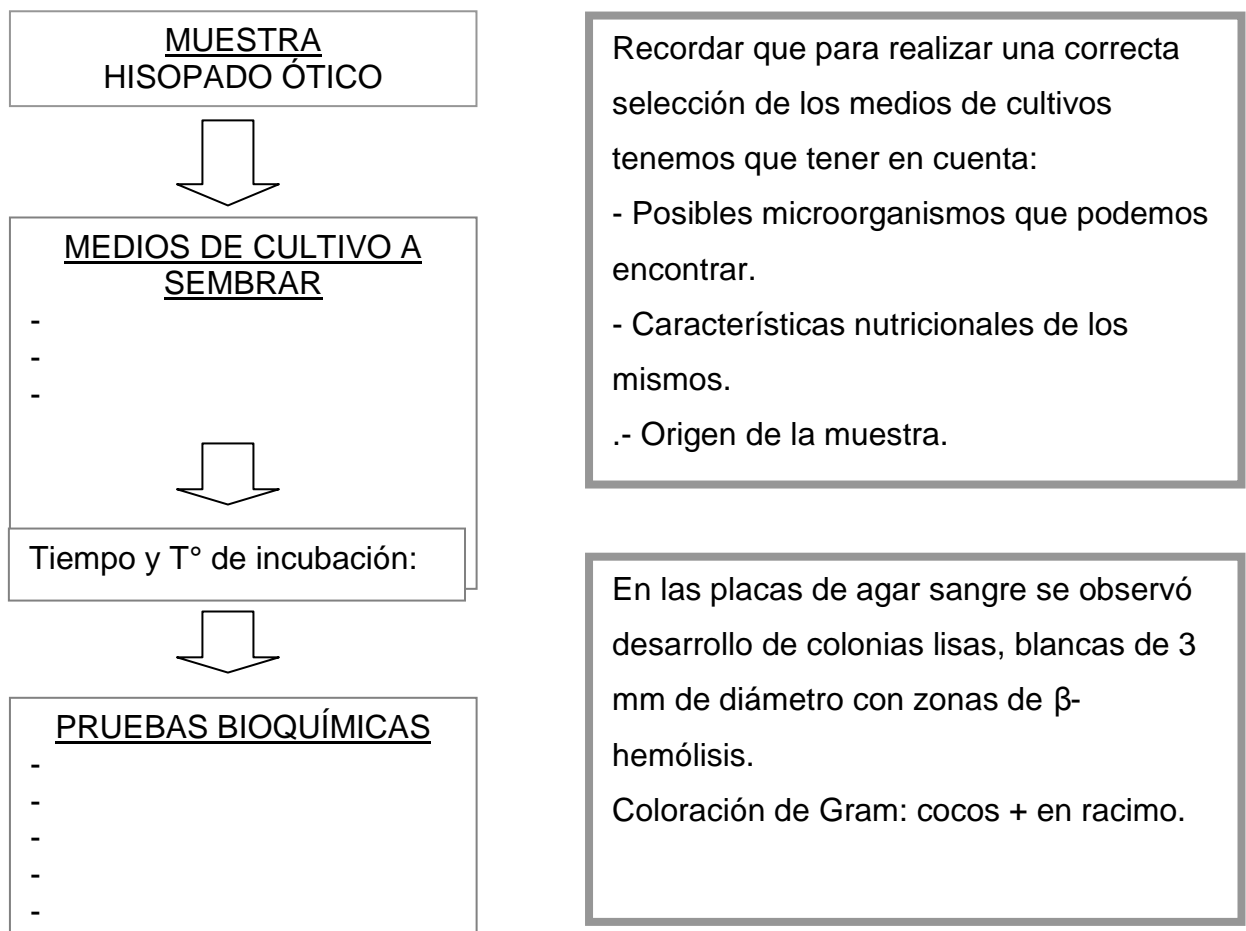 MUESTRA
HISOPADO ÓTICO
MEDIOS DE CULTIVO A
SEMBRAR
-
-
-
Tiempo y T° de incubación:
PRUEBAS BIOQUÍMICAS
-
-
-
-
-
Recordar que para realizar una correcta
selección de los medios de cultivos
tenemos que tener en cuenta:
- Posibles microorganismos que podemos
encontrar.
- Características nutricionales de los
mismos.
.- Origen de la muestra.
En las placas de agar sangre se observó
desarrollo de colonias lisas, blancas de 3
mm de diámetro con zonas de β-
hemólisis.
Coloración de Gram: cocos + en racimo.